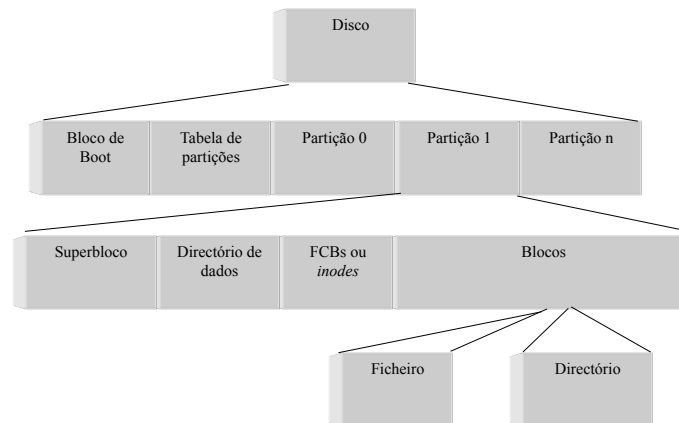 Disco
Bloco de
Boot
Tabela de
partições
Partição 0
Partição 1
Partição n
Superbloco
Directório de
dados
FCBs ou
inodes
Blocos
Ficheiro
Directório